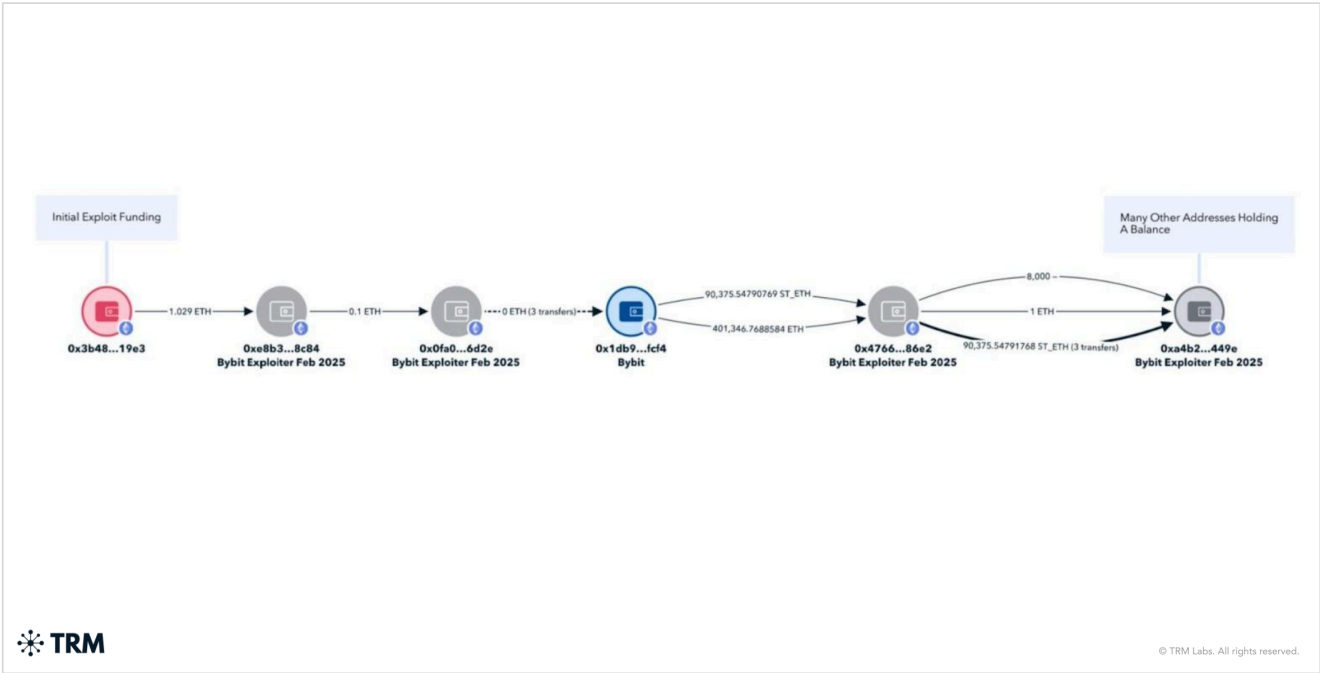 Initial Exploit Funding
Many Other Addresses Holding
A Balance
1.029 ETH
0.1 ETH
0 ETH (3 transfers)
90,375.54790769 ST_ETH
401,346.7688584 ETH
8,000 –
1 ETH
90,375.54791768 ST_ETH (3 transfers)
0x3b48...19e3
0xe8b3...8c84
Bybit Exploiter Feb 2025
0x0fa0...6d2e
Bybit Exploiter Feb 2025
0x1db9...fcf4
Bybit
0x4766...86e2
Bybit Exploiter Feb 2025
0xa4b2...449e
Bybit Exploiter Feb 2025
TRM
© TRM Labs. All rights reserved.